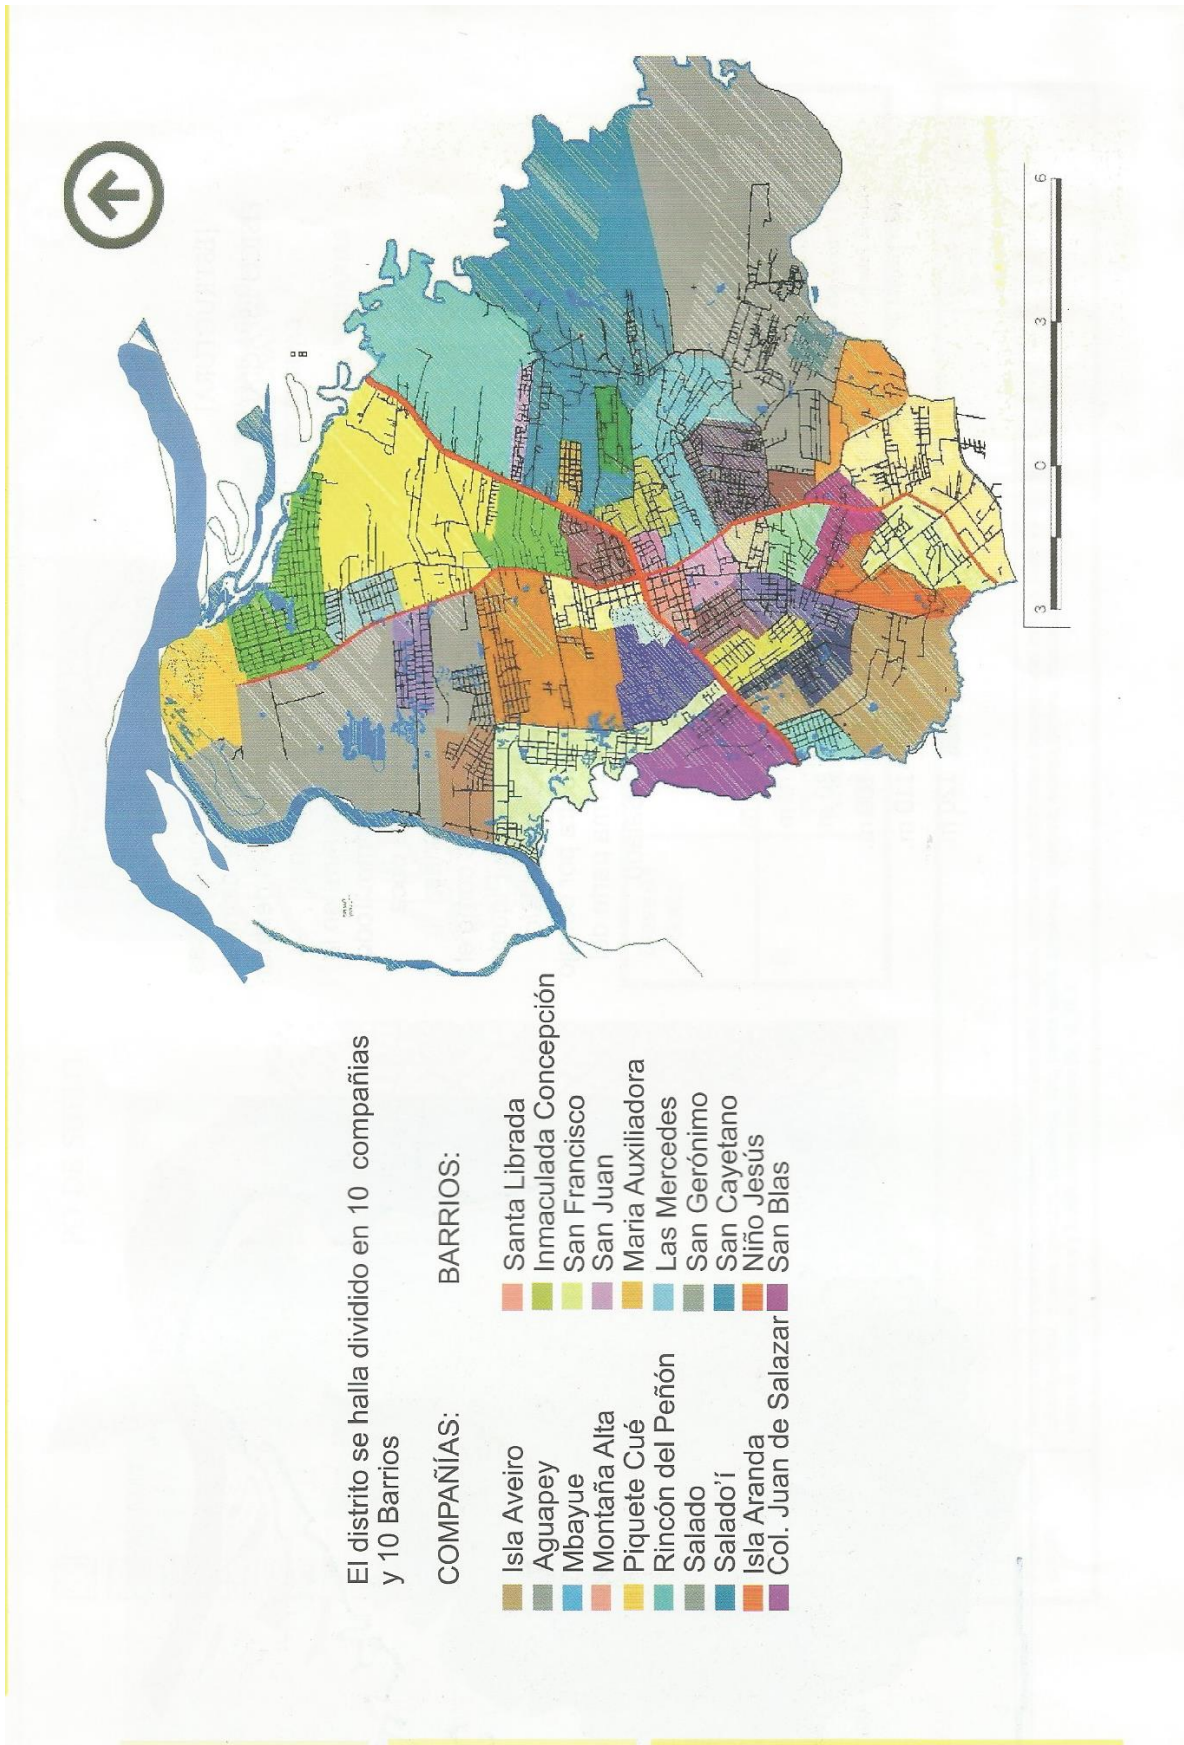 El distrito se halla dividido en 10 compañias
y 10 Barrios
COMPAÑÍAS:
Isla Aveiro
Aguapey
Mbayue
Montaña Alta
Piquete Cué
Rincón del Peñón
Salado
Salado'í
Isla Aranda
Col. Juan de Salazar
BARRIOS:
Santa Librada
Inmaculada Concepción
San Francisco
San Juan
Maria Auxiliadora
Las Mercedes
San Gerónimo
San Cayetano
Niño Jesús
San Blas
3 0 3 6